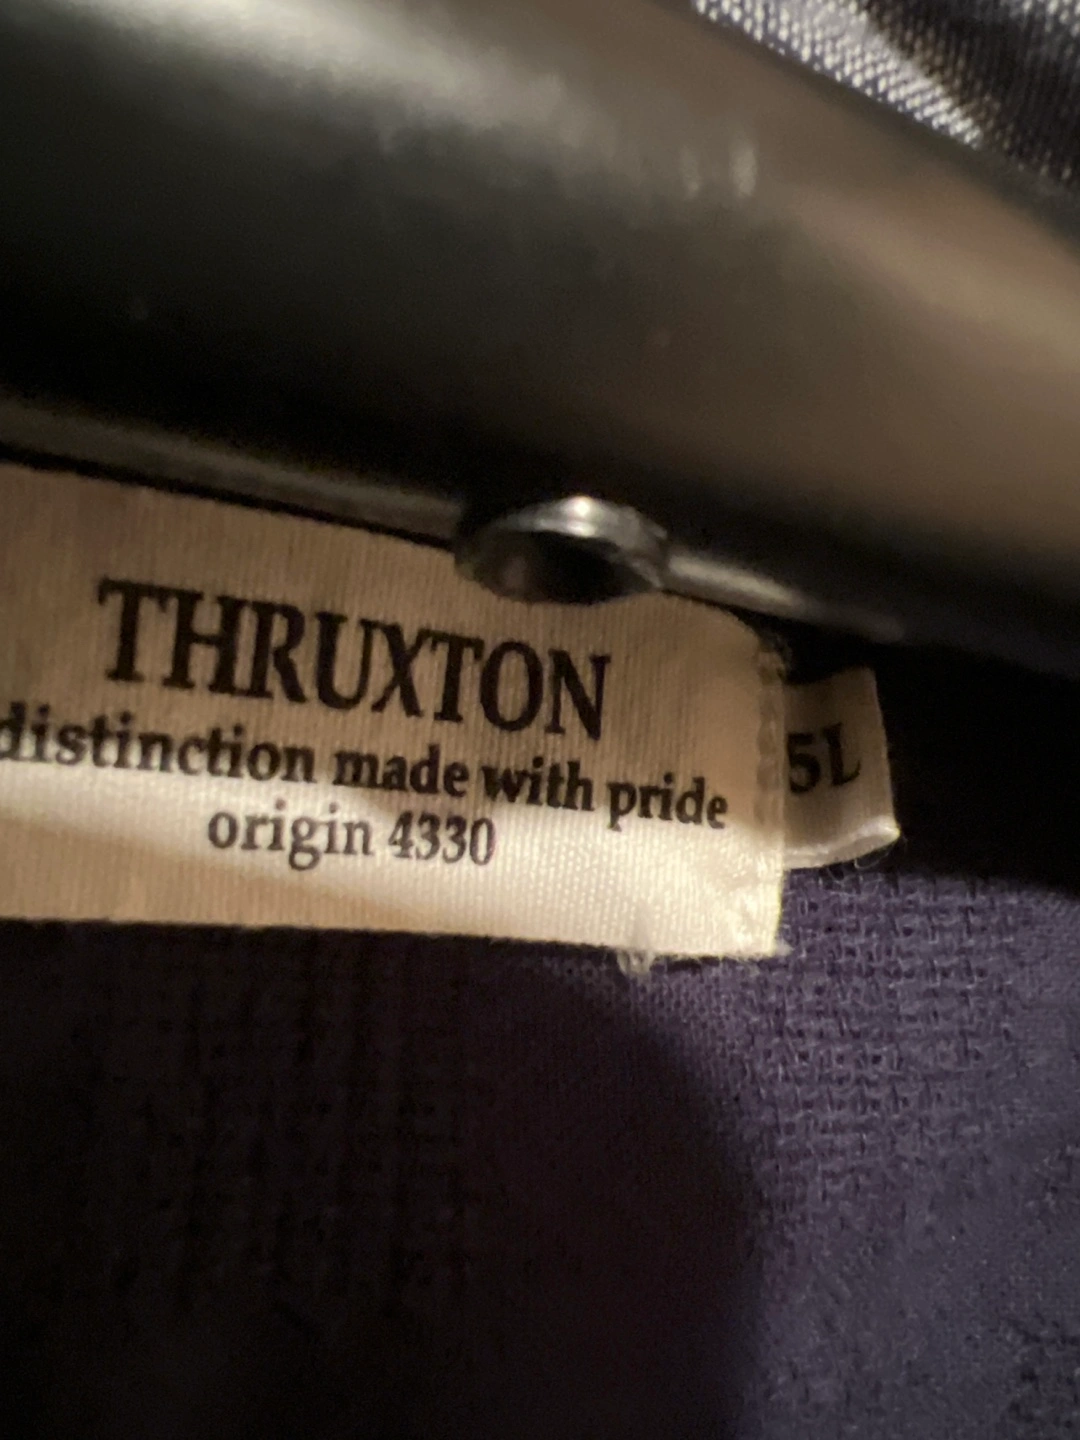 THRUXTON
distinction made with pride
origin 4330
5L